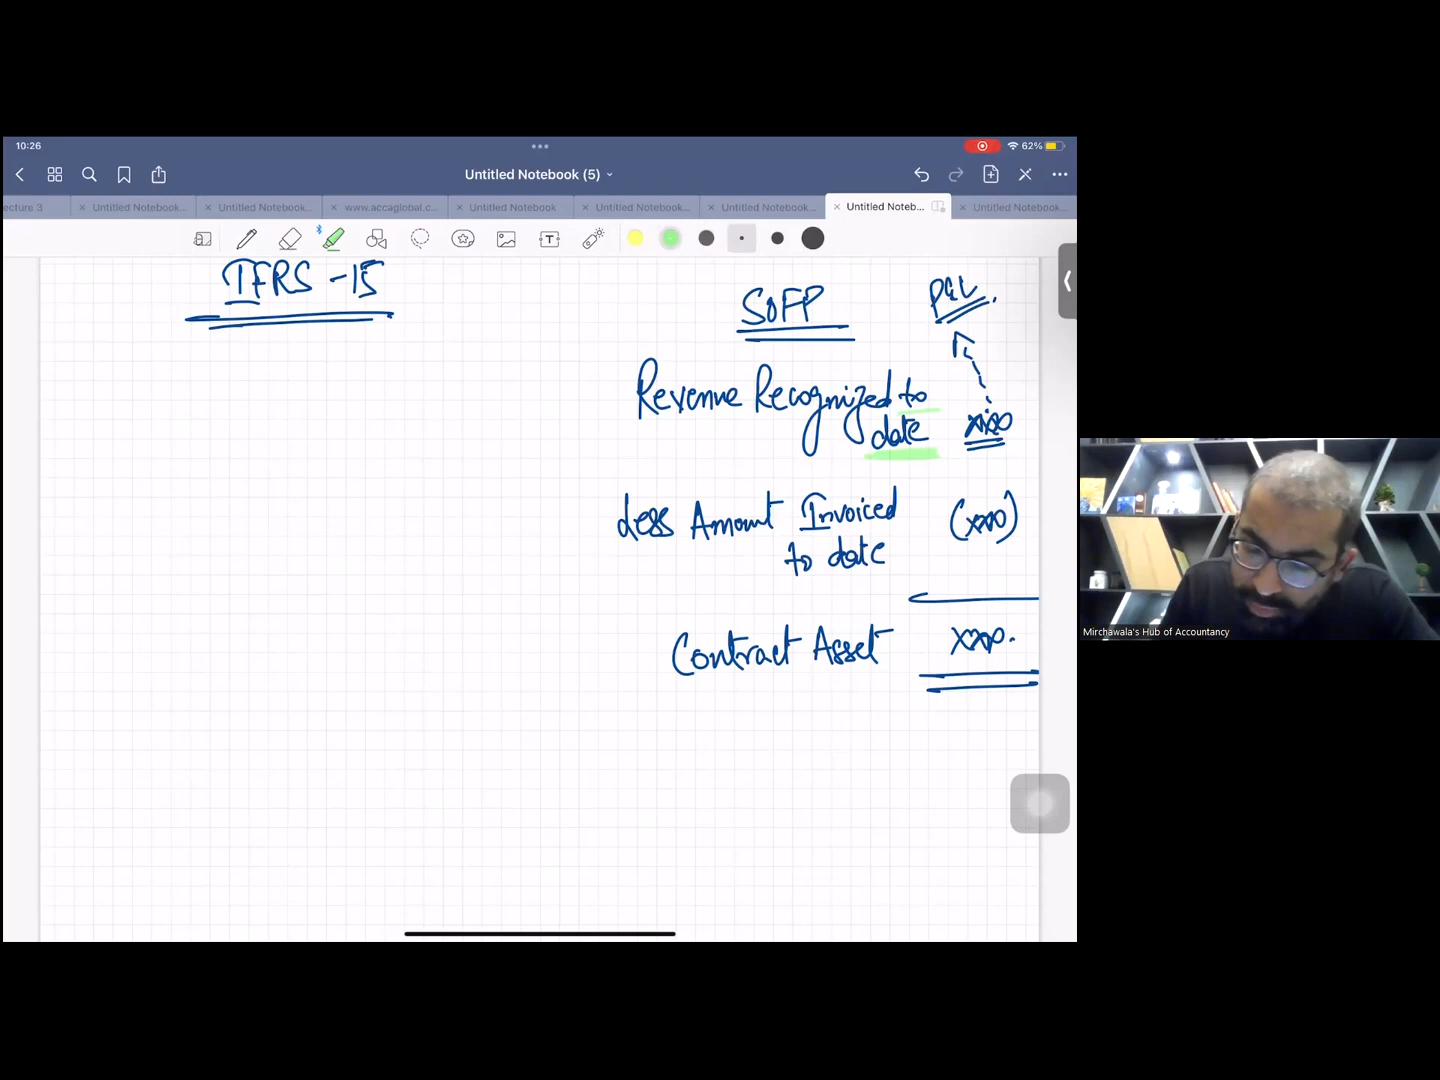 10:26
62%
Untitled Notebook (5)
ecture 3
Untitled Notebook...
Untitled Notebook...
www.accaglobal.c...
Untitled Notebook
Untitled Notebook...
Untitled Notebook...
Untitled Noteb...
Untitled Notebook...
IFRS -15
SOFP
P&L
Revenue Recognized to
date xxx
Less Amount Invoiced (xxx)
to date
Contract Asset xxx.
Mirchawala's Hub of Accountancy